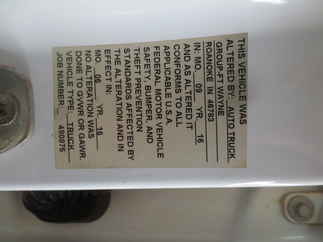 THIS VEHICLE WAS
ALTERED BY: AUTO TRUCK
GROUP-FT WAYNE
ROANOKE IN 46783
IN: MO. 09 YR. 16
AND AS ALTERED IT
CONFORMS TO ALL
APPLICABLE U.S.A.
FEDERAL MOTOR VEHICLE
SAFETY, BUMPER, AND
THEFT PREVENTION
STANDARDS AFFECTED BY
THE ALTERATION AND IN
EFFECT IN:
MO. 06 YR. 16
NO ALTERATION WAS
DONE TO GVWR OR GAWR.
VEHICLE TYPE: TRUCK
JOB NUMBER: